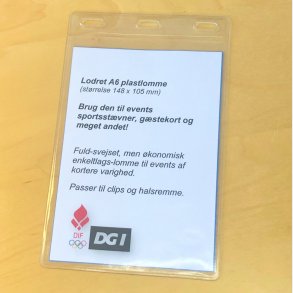 Lodret A6 plastlomme
(størrelse 148 x 105 mm)
Brug den til events
sportsstævner, gæstekort og
meget andet!
Fuld-svejset, men økonomisk
enkeltlags-lomme til events af
kortere varighed.
Passer til clips og halsremme.
DIF
DGI